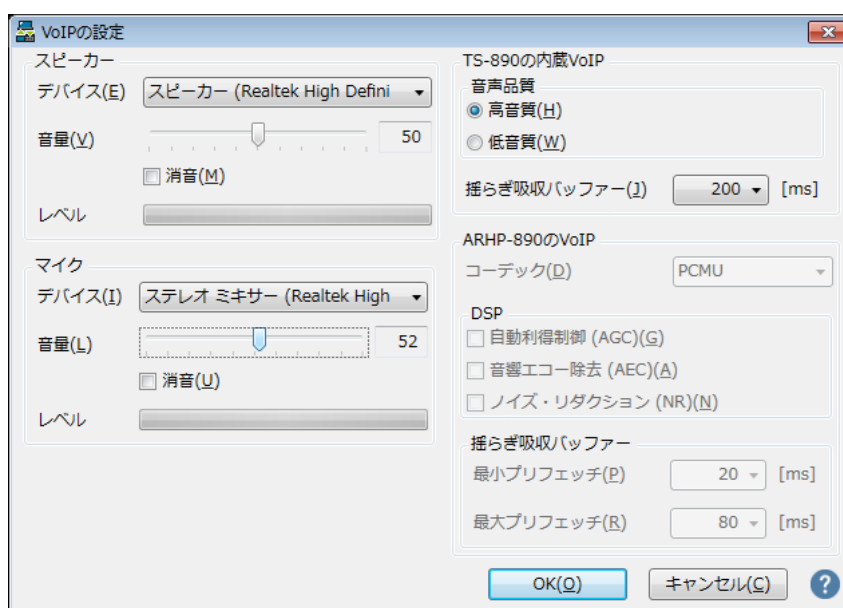 VoIPの設定
スピーカー
デバイス(E) スピーカー (Realtek High Defini
音量(V) 50
消音(M)
レベル
マイク
デバイス(I) ステレオ ミキサー (Realtek High
音量(L) 52
消音(U)
レベル
TS-890の内蔵VoIP
音声品質
高音質(H)
低音質(W)
揺らぎ吸収バッファー(J) 200 [ms]
ARHP-890のVoIP
コーデック(D) PCMU
DSP
自動利得制御 (AGC)(G)
音響エコー除去 (AEC)(A)
ノイズ・リダクション (NR)(N)
揺らぎ吸収バッファー
最小プリフェッチ(P) 20 [ms]
最大プリフェッチ(R) 80 [ms]
OK(O) キャンセル(C) ?